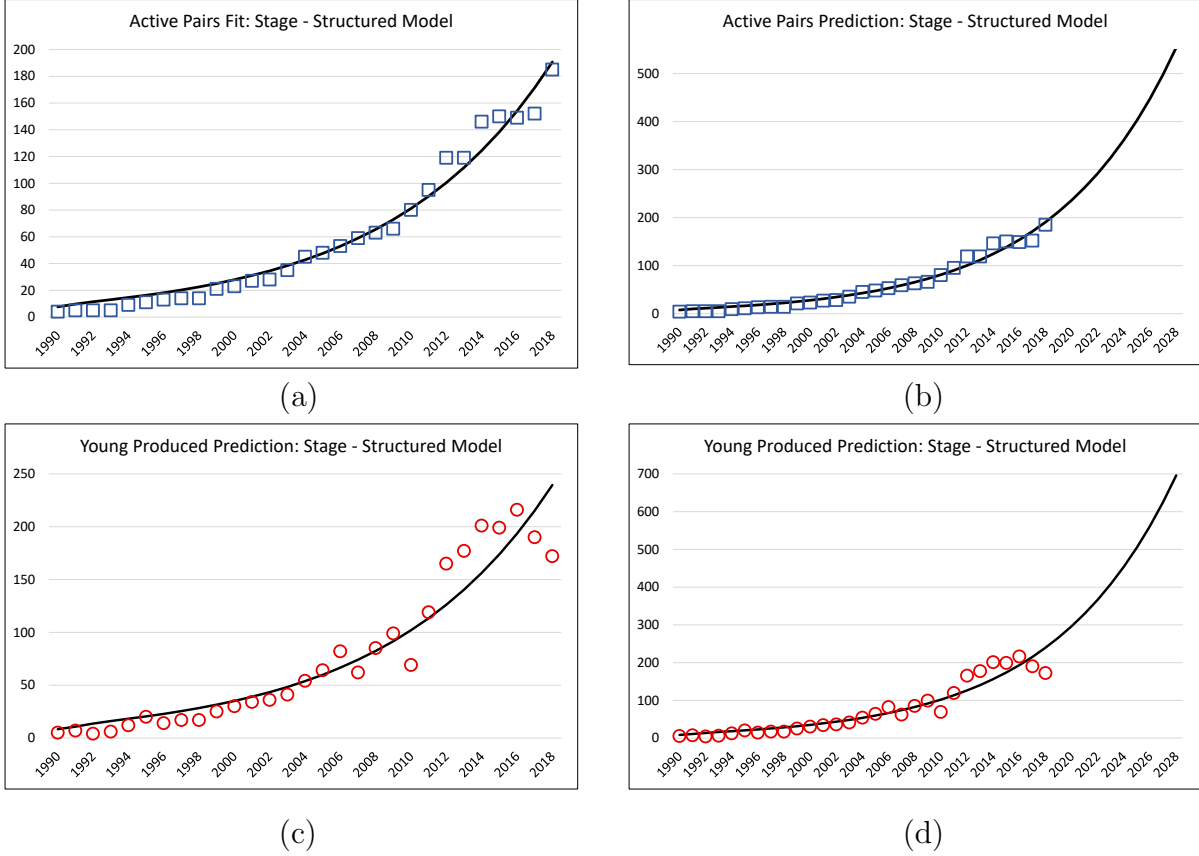 Active Pairs Fit: Stage - Structured Model
200
180
160
140
120
100
80
60
40
20
0
1990 1992 1994 1996 1998 2000 2002 2004 2006 2008 2010 2012 2014 2016 2018
(a)
Active Pairs Prediction: Stage - Structured Model
500
400
300
200
100
0
1990 1992 1994 1996 1998 2000 2002 2004 2006 2008 2010 2012 2014 2016 2018 2020 2022 2024 2026 2028
(b)
Young Produced Prediction: Stage - Structured Model
250
200
150
100
50
0
1990 1992 1994 1996 1998 2000 2002 2004 2006 2008 2010 2012 2014 2016 2018
(c)
Young Produced Prediction: Stage - Structured Model
700
600
500
400
300
200
100
0
1990 1992 1994 1996 1998 2000 2002 2004 2006 2008 2010 2012 2014 2016 2018 2020 2022 2024 2026 2028
(d)